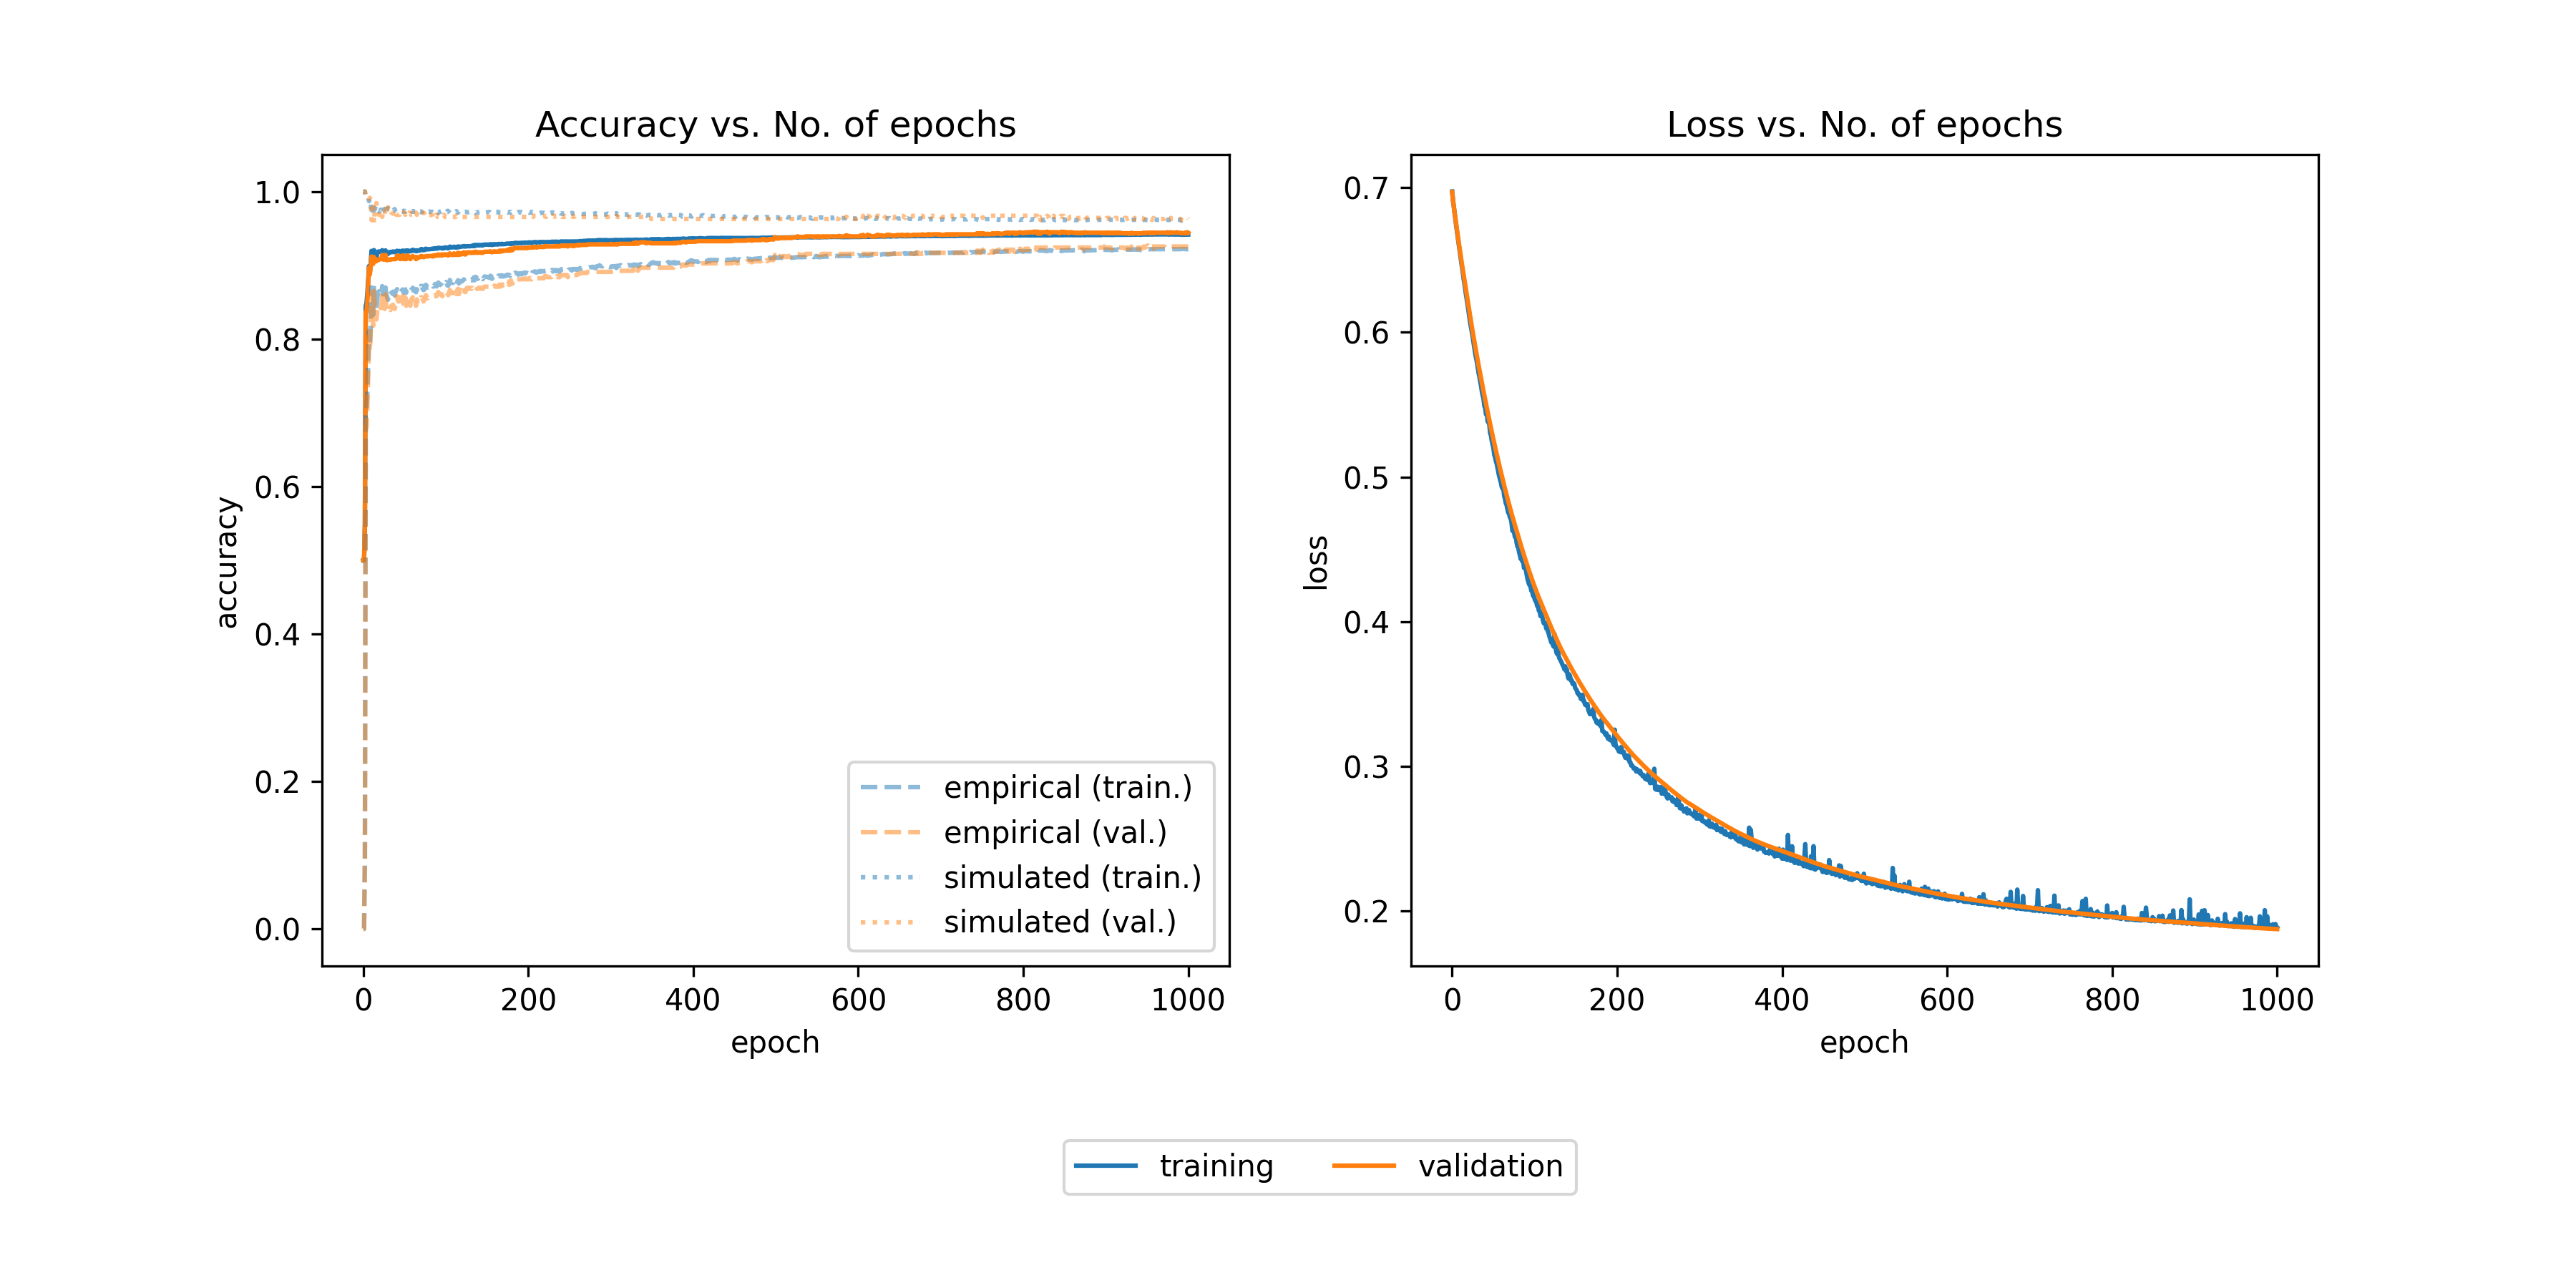 Accuracy vs. No. of epochs
1.0
0.8
0.6
0.4
0.2
0.0
accuracy
empirical (train.)
empirical (val.)
simulated (train.)
simulated (val.)
0 200 400 600 800 1000
epoch
Loss vs. No. of epochs
0.7
0.6
0.5
0.4
0.3
0.2
loss
0 200 400 600 800 1000
epoch
training validation